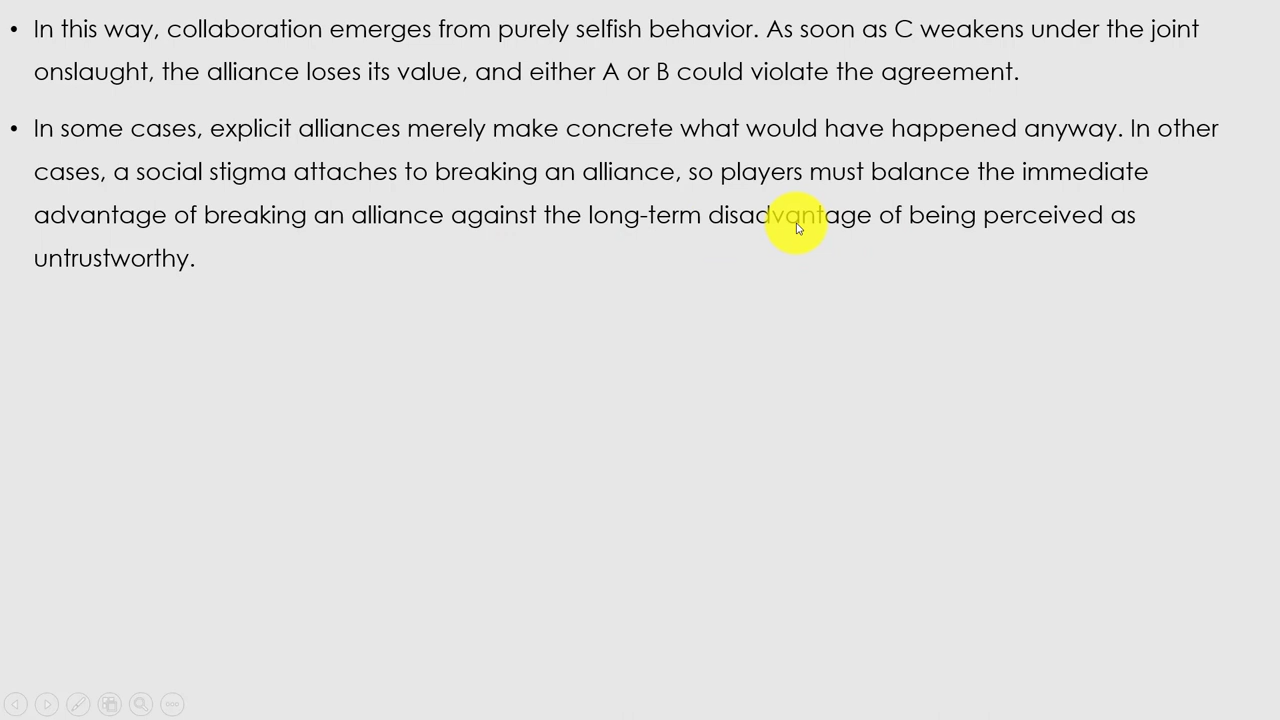 • In this way, collaboration emerges from purely selfish behavior. As soon as C weakens under the joint
onslaught, the alliance loses its value, and either A or B could violate the agreement.
• In some cases, explicit alliances merely make concrete what would have happened anyway. In other
cases, a social stigma attaches to breaking an alliance, so players must balance the immediate
advantage of breaking an alliance against the long-term disadvantage of being perceived as
untrustworthy.